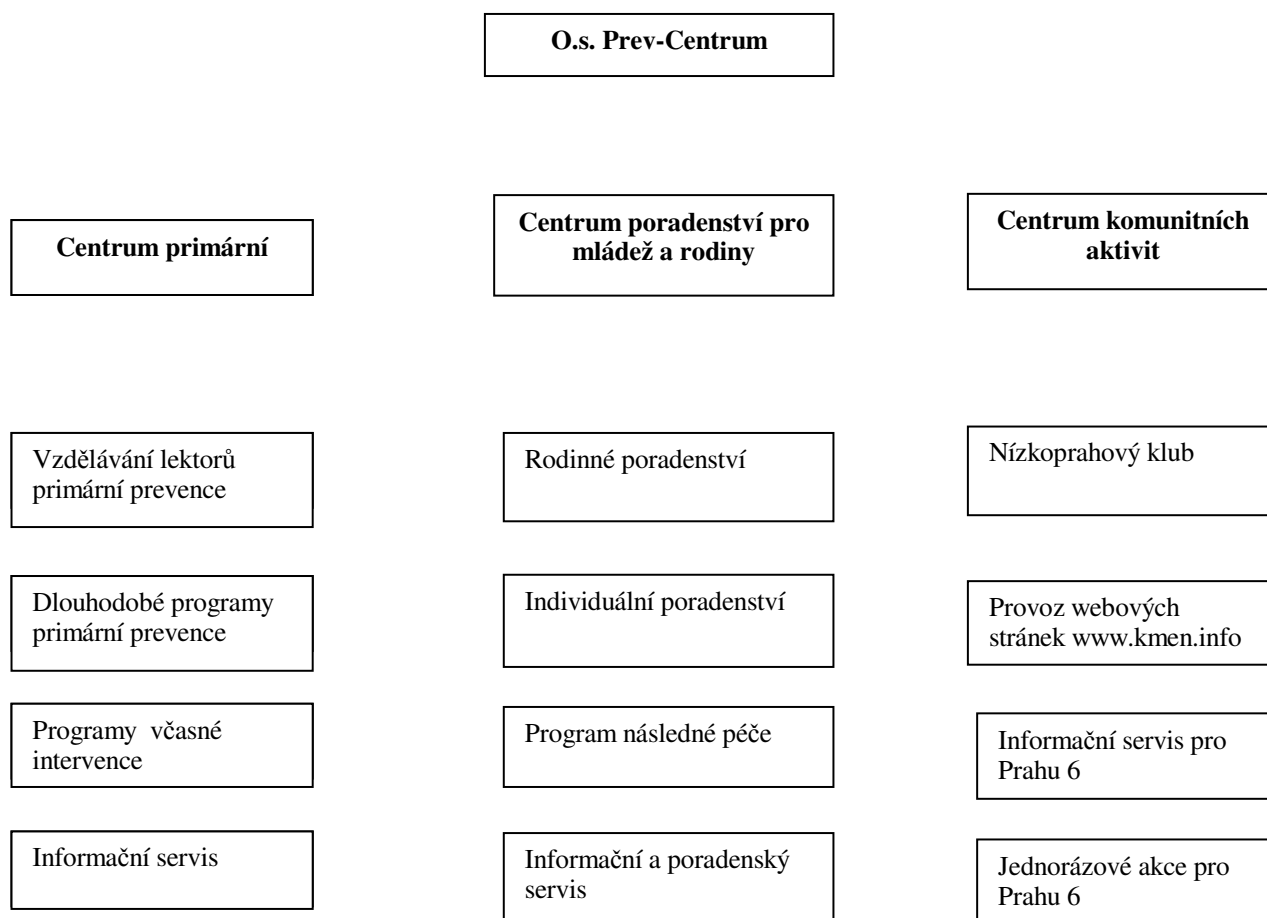 O.s. Prev-Centrum
Centrum primární
Centrum poradenství pro
mládež a rodiny
Centrum komunitních
aktivit
Vzdělávání lektorů
primární prevence
Rodinné poradenství
Nízkoprahový klub
Dlouhodobé programy
primární prevence
Individuální poradenství
Provoz webových
stránek www.kmen.info
Programy včasné
intervence
Program následné péče
Informační servis pro
Prahu 6
Informační servis
Informační a poradenský
servis
Jednorázové akce pro
Prahu 6